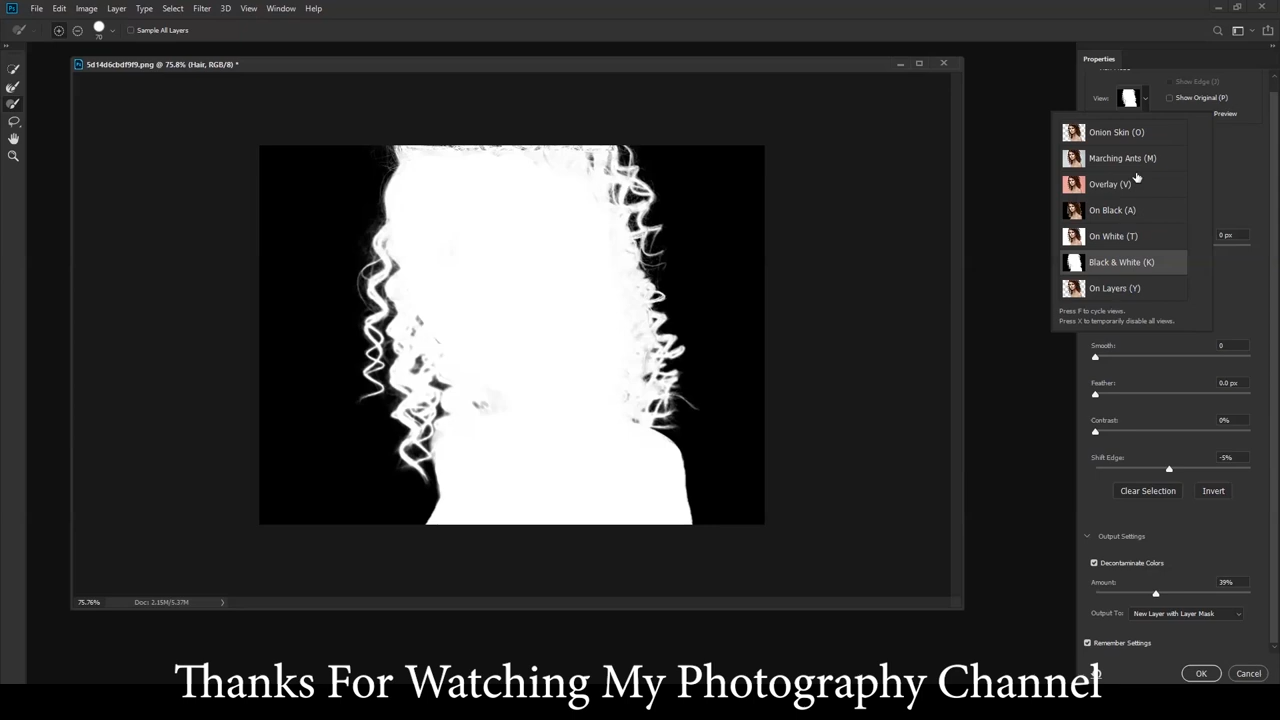 Ps File Edit Image Layer Type Select Filter 3D View Window Help
70 Sample All Layers
5d14d6cbdf9f9.png @ 75.8% (Hair, RGB/8) *
Properties
Show Edge (J)
View: Show Original (P)
Preview
Onion Skin (O)
Marching Ants (M)
Overlay (V)
On Black (A)
On White (T)
0 px
Black & White (K)
On Layers (Y)
Press F to cycle views.
Press X to temporarily disable all views.
Smooth: 0
Feather: 0.0 px
Contrast: 0%
Shift Edge: -5%
Clear Selection Invert
Output Settings
Decontaminate Colors
Amount: 39%
75.76% Doc: 2.15M/5.37M
Output To: New Layer with Layer Mask
Remember Settings
OK Cancel
Thanks For Watching My Photography Channel